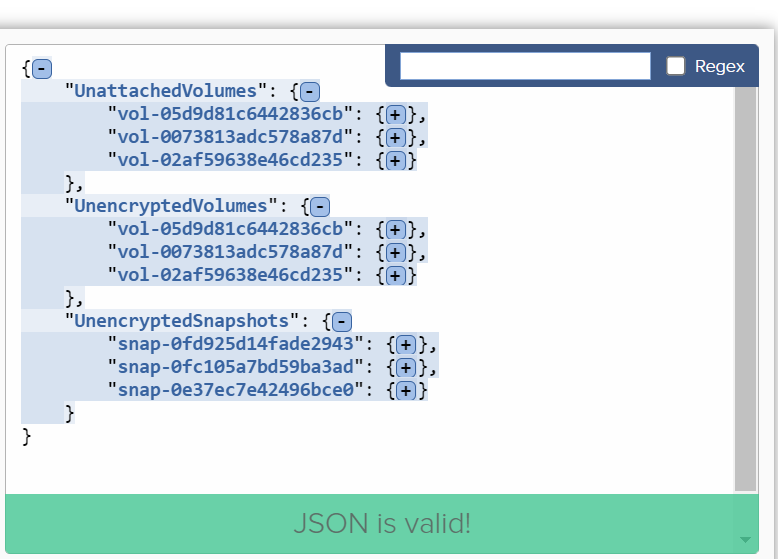 {-
Regex
"UnattachedVolumes": {-
"vol-05d9d81c6442836cb": {+},
"vol-0073813adc578a87d": {+},
"vol-02af59638e46cd235": {+}
},
"UnencryptedVolumes": {-
"vol-05d9d81c6442836cb": {+},
"vol-0073813adc578a87d": {+},
"vol-02af59638e46cd235": {+}
},
"UnencryptedSnapshots": {-
"snap-0fd925d14fade2943": {+},
"snap-0fc105a7bd59ba3ad": {+},
"snap-0e37ec7e42496bce0": {+}
}
}
JSON is valid!